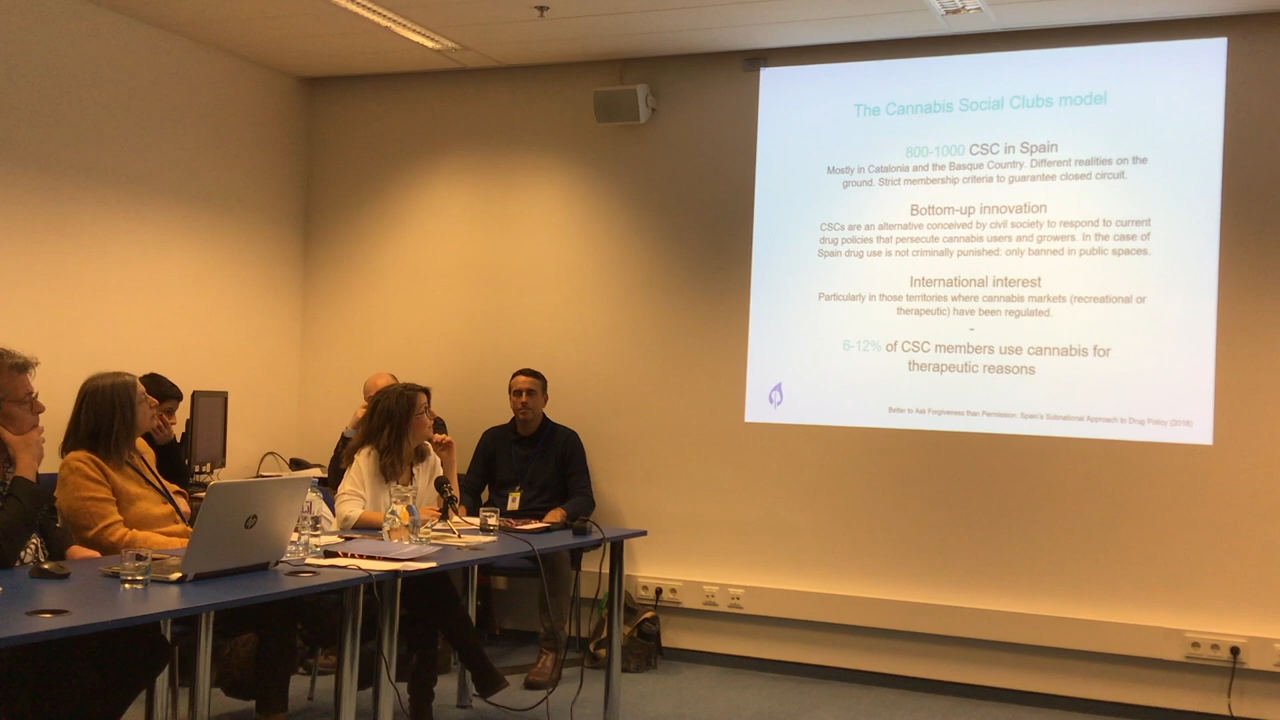 The Cannabis Social Clubs model
800-1000 CSC in Spain
Mostly in Catalonia and the Basque Country. Different realities on the
ground. Strict membership criteria to guarantee closed circuit.
Bottom-up innovation
CSCs are an alternative conceived by civil society to respond to current
drug policies that persecute cannabis users and growers. In the case of
Spain drug use is not criminally punished: only banned in public spaces.
International interest
Particularly in those territories where cannabis markets (recreational or
therapeutic) have been regulated.
-
6-12% of CSC members use cannabis for
therapeutic reasons
Better to Ask Forgiveness than Permission: Spain's Subnational Approach to Drug Policy (2018)
hp